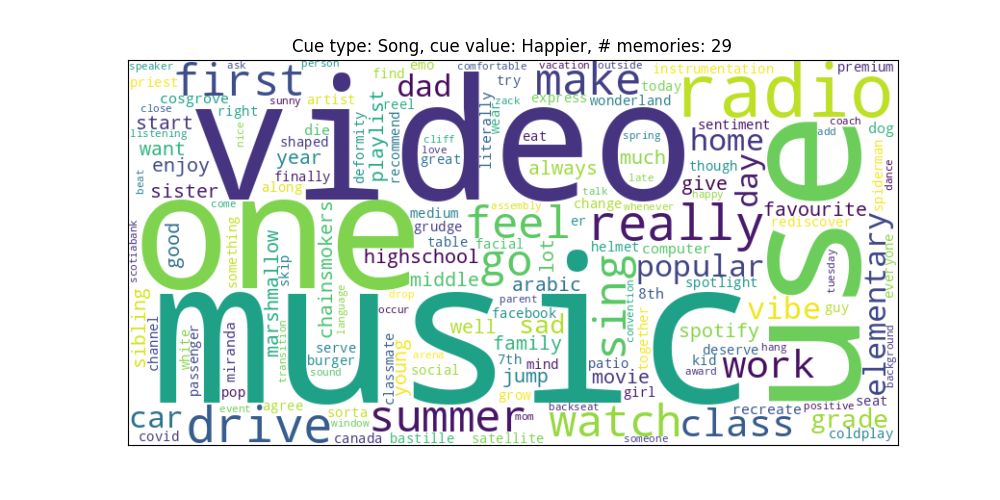 Cue type: Song, cue value: Happier, # memories: 29
speaker ask person emo comfortable vacation outside instrumentation premium
priest first dad find try make today radio
cosgrove sunny artist playlist reel express wonderland
close right zack coach
start die deformity recommend literally wear eat spring sentiment add dog
listening nice shaped cliff love video home use spiderman
want year great always much though day dance
enjoy finally late give
beat sister along talk happy
come one medium assembly change whenever favourite
scotiabank good something grudge feel er really rediscover
table facial lot helmet computer tuesday everyone
marshmallow skip chainsmokers highschool go sing popular elementary
middle arabic 8th spotlight
sibling language drop parent convention vibe guy
channel music occur facebook together background
white transition well sad spotify
passenger miranda serve classmate young family deserve hang
burger arena 7th mind patio kid work
sound social jump movie award
pop grow girl seat
event agree sorta summer mom backseat recreate positive
car drive window watch class grade
covid canada bastille satellite someone coldplay